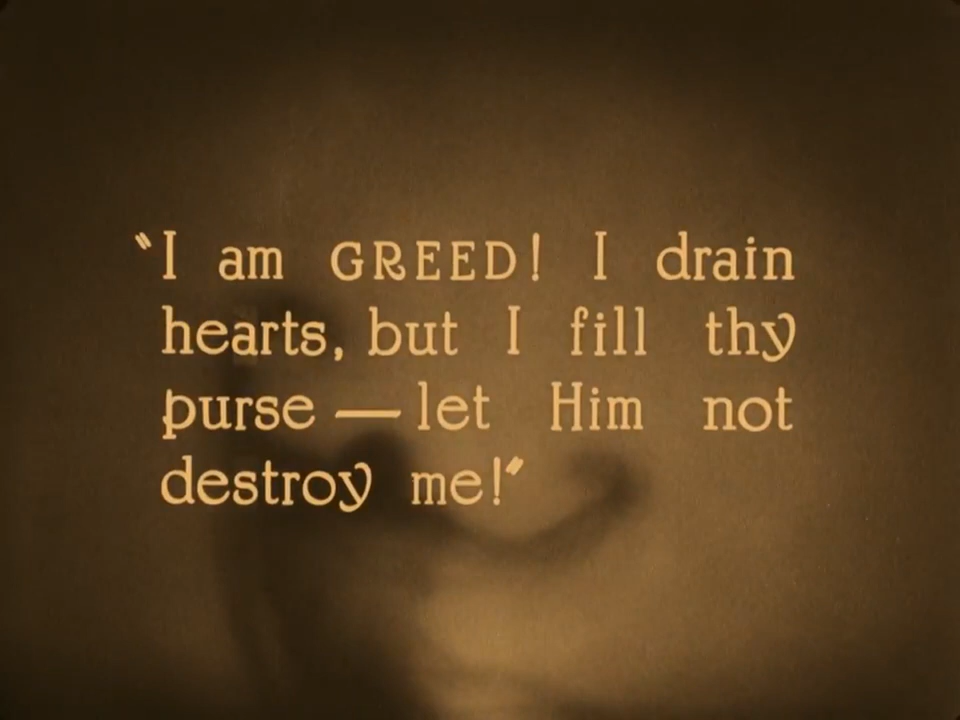 "I am GREED! I drain
hearts, but I fill thy
purse — let Him not
destroy me!"